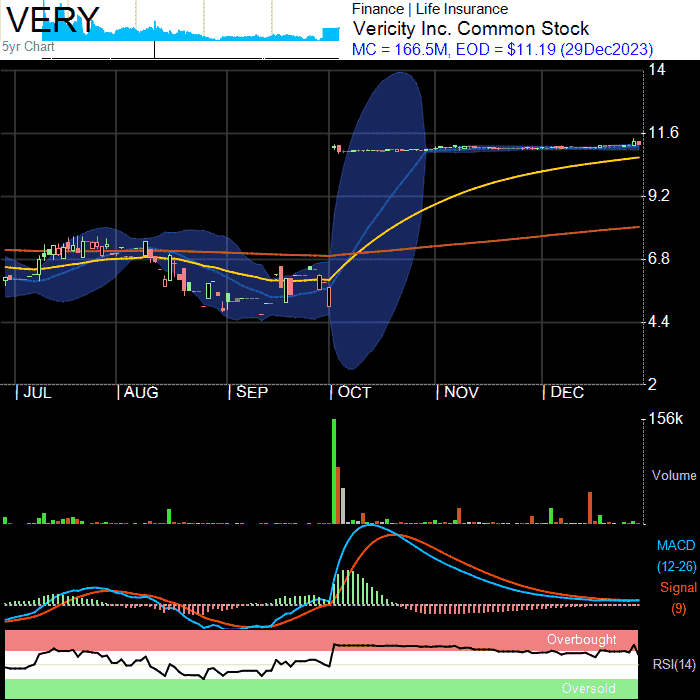 VERY
5yr Chart
Finance | Life Insurance
Vericity Inc. Common Stock
MC = 166.5M, EOD = $11.19 (29Dec2023)
14
11.6
9.2
6.8
4.4
2
JUL AUG SEP OCT NOV DEC
156k
Volume
MACD
(12-26)
Signal
(9)
Overbought
RSI(14)
Oversold